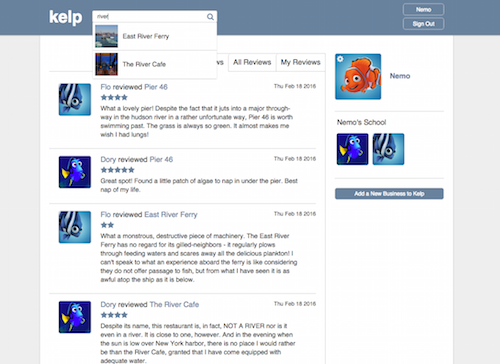 kelp
river
Nemo
Sign Out
East River Ferry
The River Cafe
ws
All Reviews
My Reviews
Flo reviewed Pier 46
Thu Feb 18 2016
What a lovely pier! Despite the fact that it juts into a major through-
way in the hudson river in a rather unfortunate way, Pier 46 is worth
swimming past. The grass is always so green. It almost makes me
wish I had lungs!
Dory reviewed Pier 46
Thu Feb 18 2016
Great spot! Found a little patch of algae to nap in under the pier. Best
nap of my life.
Flo reviewed East River Ferry
Thu Feb 18 2016
What a monstrous, destructive piece of machinery. The East River
Ferry has no regard for its gilled-neighbors - it regularly plows
through feeding waters and scares away all the delicious plankton! I
can't speak to what an experience aboard the ferry is like considering
they do not offer passage to fish, but from what I have seen it is as
awful atop the ship as it is below.
Dory reviewed The River Cafe
Thu Feb 18 2016
Despite its name, this restaurant is, in fact, NOT A RIVER nor is it
even in a river. It is close to one, however. And in the evening when
the sun is low over New York harbor, there is no place I would rather
be than the River Cafe, granted that I have come equipped with
adequate water.
Nemo
Nemo's School
Add a New Business to Kelp